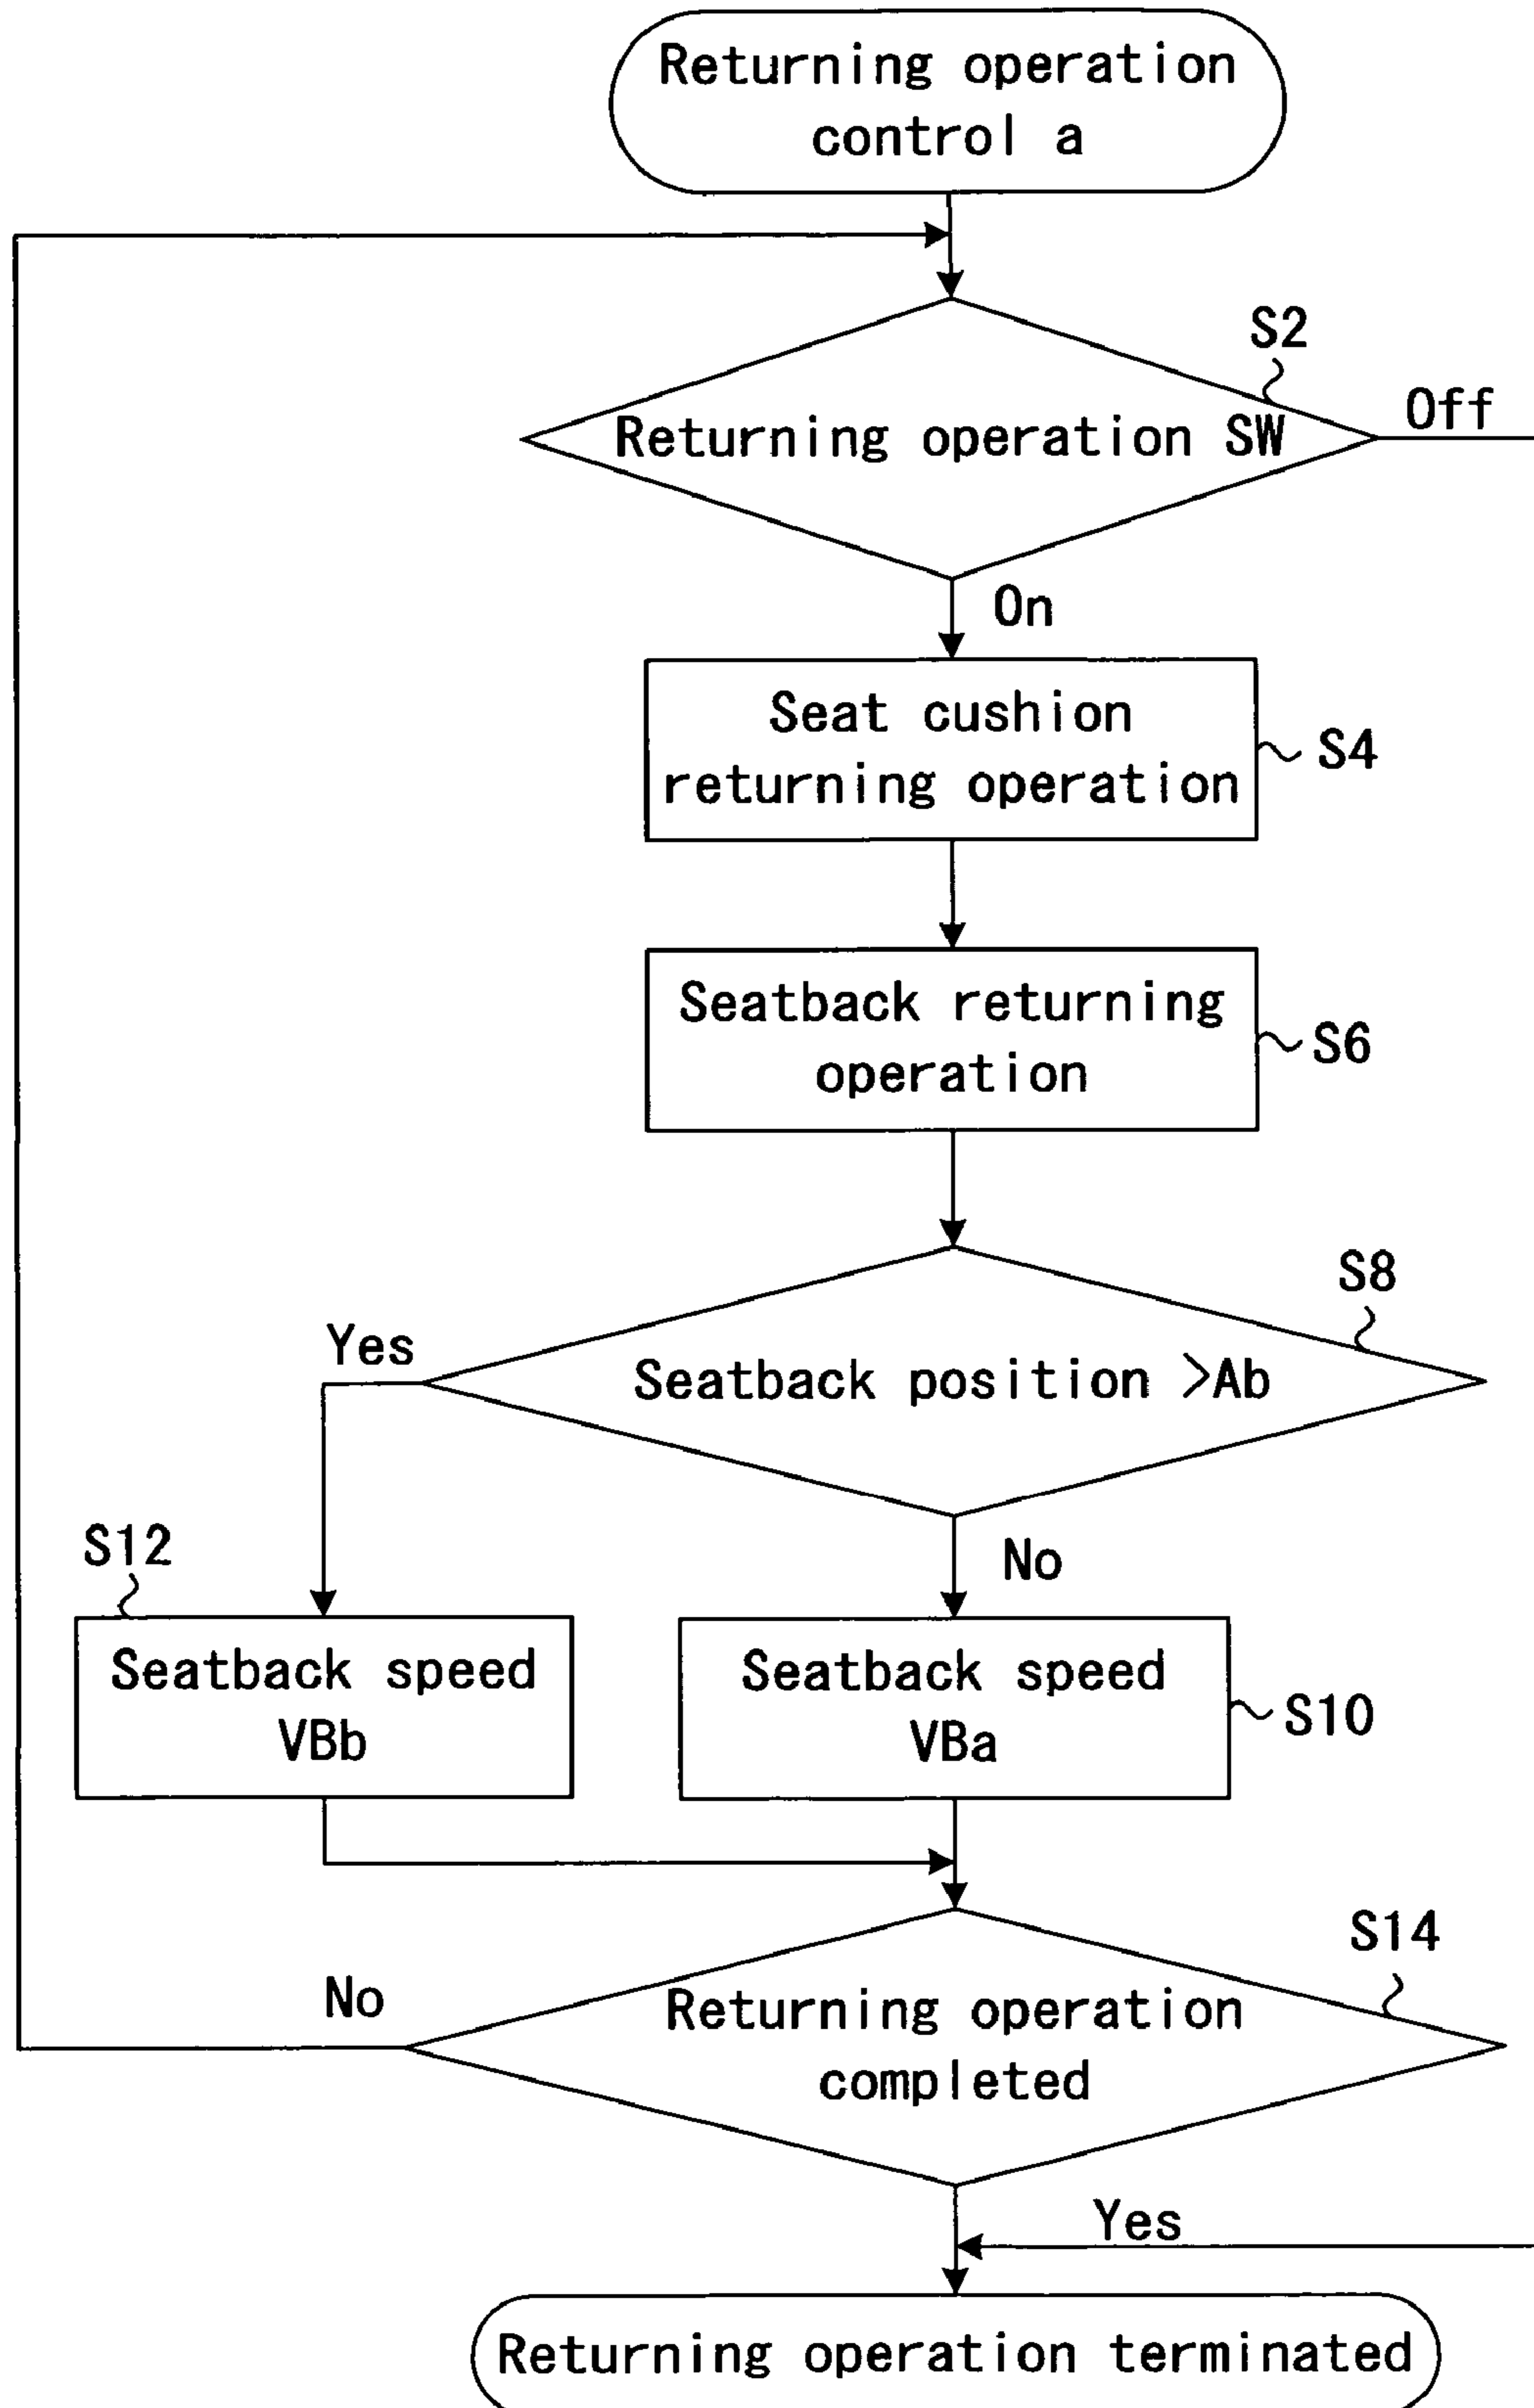 Returning operation
control a
S2
Off
Returning operation SW
On
Seat cushion
returning operation
S4
Seatback returning
operation
S6
S8
Yes
Seatback position >Ab
S12
No
Seatback speed
VBb
Seatback speed
VBa
S10
S14
No
Returning operation
completed
Yes
Returning operation terminated